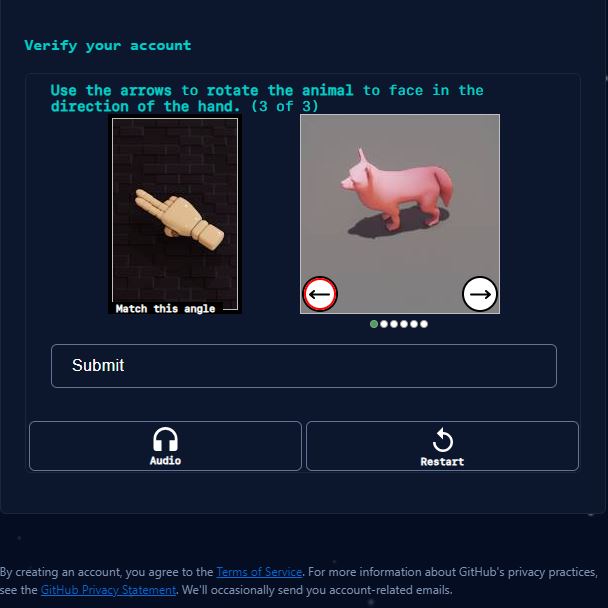 Verify your account
Use the arrows to rotate the animal to face in the
direction of the hand. (3 of 3)
Match this angle
Submit
Audio
Restart
By creating an account, you agree to the Terms of Service. For more information about GitHub's privacy practices,
see the GitHub Privacy Statement. We'll occasionally send you account-related emails.